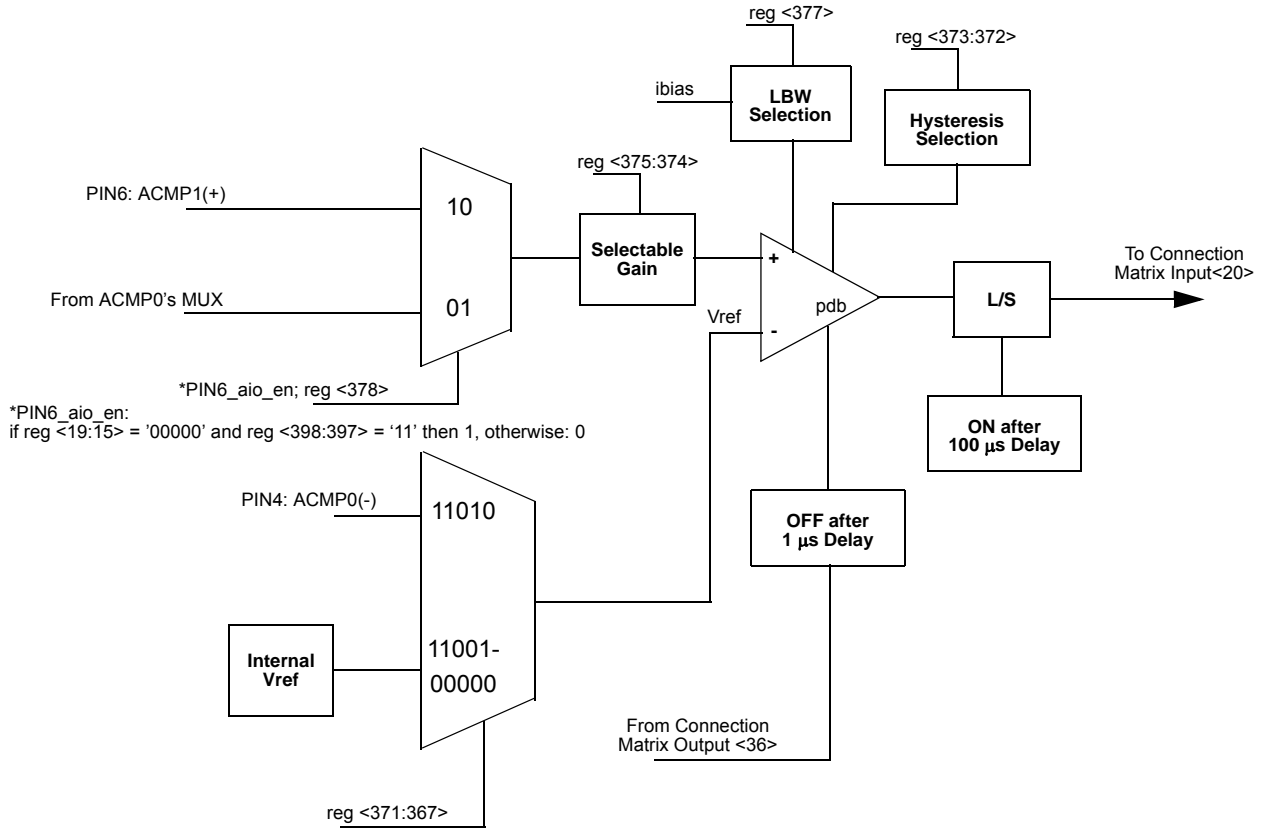 reg <377>
reg <373:372>
ibias
LBW
Selection
Hysteresis
Selection
reg <375:374>
PIN6: ACMP1(+)
10
Selectable
Gain
+
To Connection
Matrix Input<20>
From ACMP0's MUX
01
Vref
-
pdb
L/S
*PIN6_aio_en; reg <378>
*PIN6_aio_en:
if reg <19:15> = '00000' and reg <398:397> = ‘11’ then 1, otherwise: 0
ON after
100 µs Delay
PIN4: ACMP0(-)
11010
OFF after
1 µs Delay
Internal
Vref
11001-
00000
From Connection
Matrix Output <36>
reg <371:367>